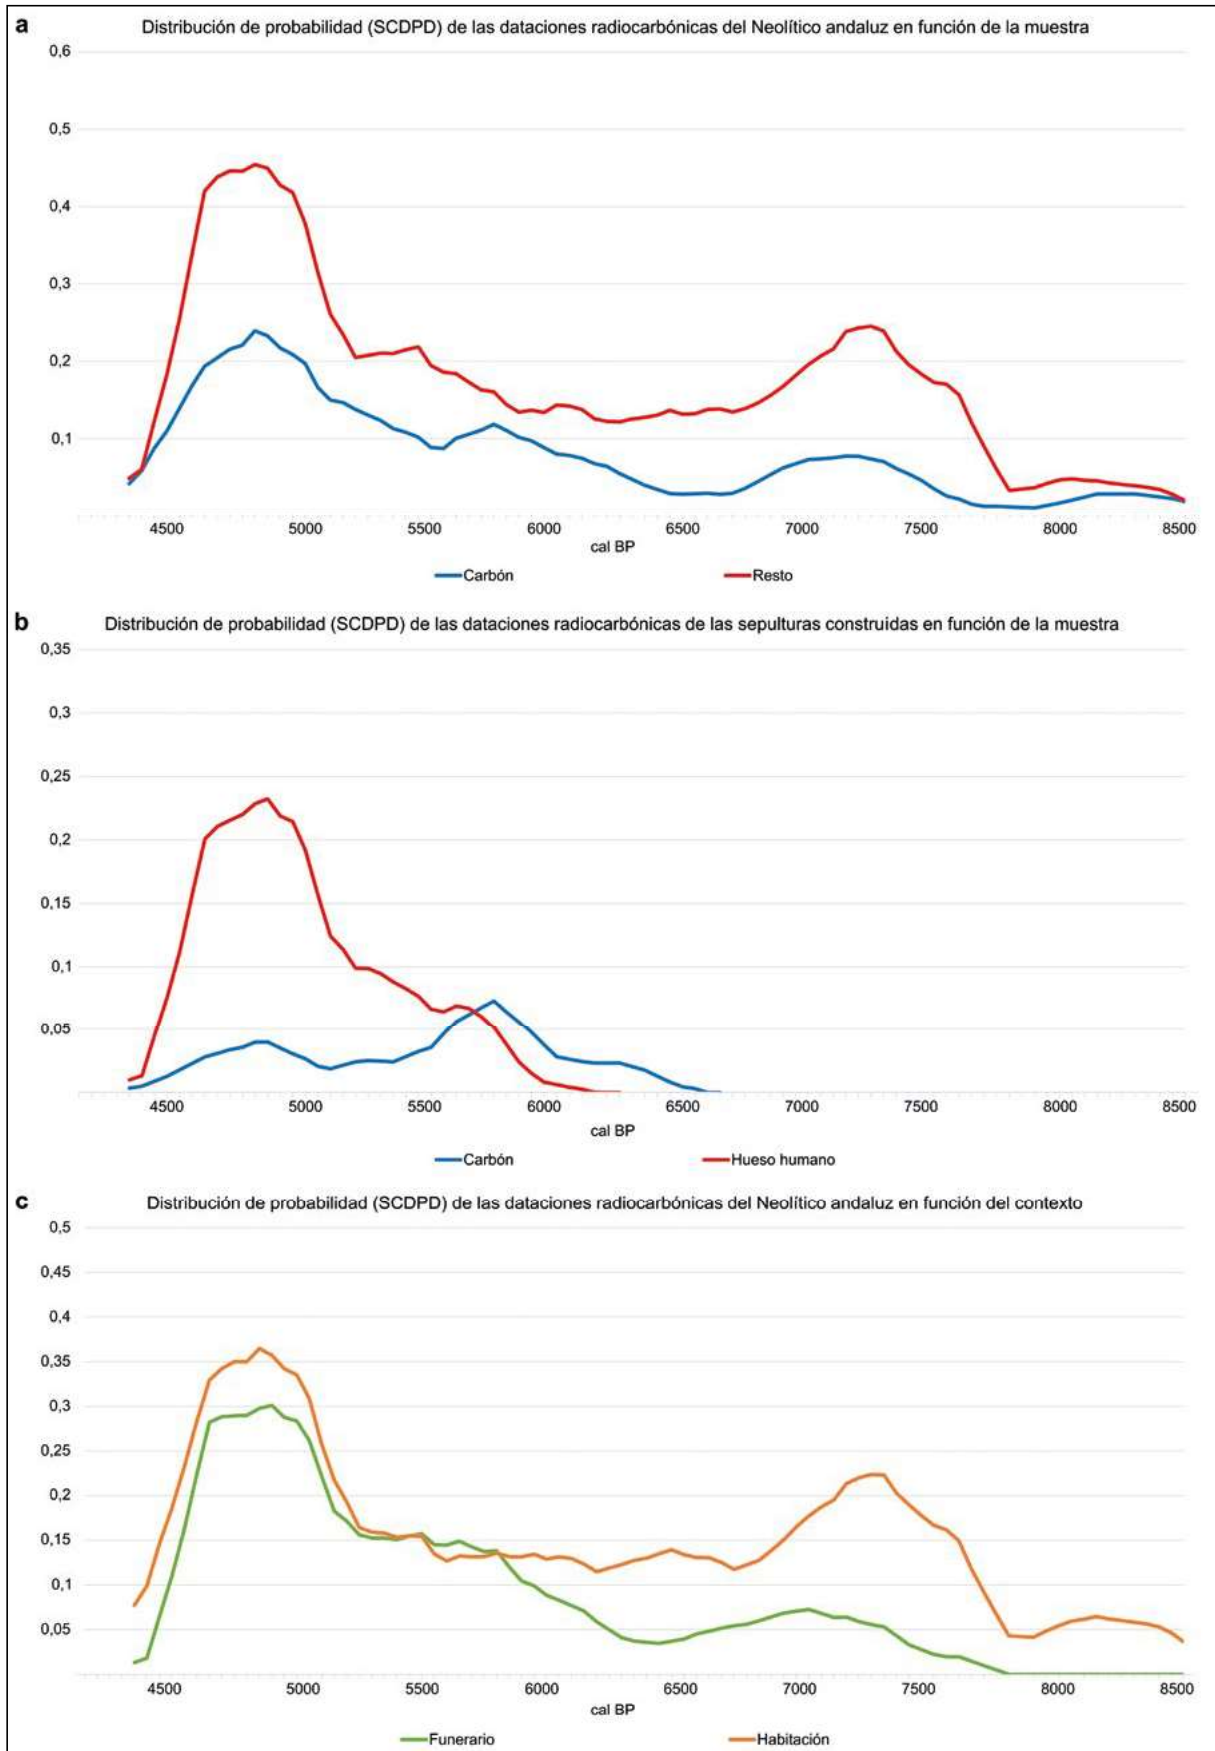 a
Distribución de probabilidad (SCDPD) de las dataciones radiocarbónicas del Neolítico andaluz en función de la muestra
0,6
0,5
0,4
0,3
0,2
0,1
4500 5000 5500 6000 6500 7000 7500 8000 8500
cal BP
Carbón Resto
b
Distribución de probabilidad (SCDPD) de las dataciones radiocarbónicas de las sepulturas construidas en función de la muestra
0,35
0,3
0,25
0,2
0,15
0,1
0,05
4500 5000 5500 6000 6500 7000 7500 8000 8500
cal BP
Carbón Hueso humano
c
Distribución de probabilidad (SCDPD) de las dataciones radiocarbónicas del Neolítico andaluz en función del contexto
0,5
0,45
0,4
0,35
0,3
0,25
0,2
0,15
0,1
0,05
4500 5000 5500 6000 6500 7000 7500 8000 8500
cal BP
Funerario Habitación